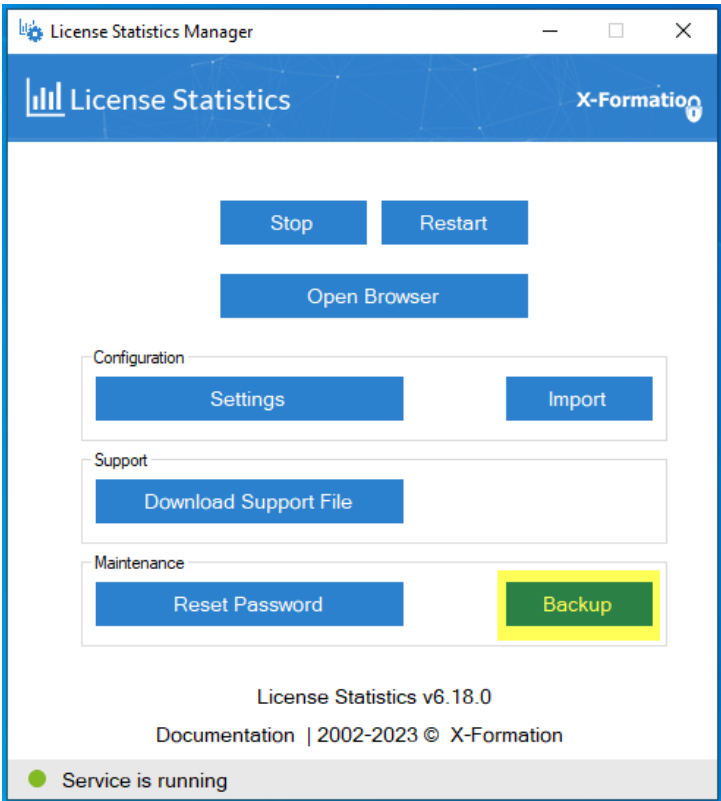 License Statistics Manager
License Statistics X-Formation
Stop Restart
Open Browser
Configuration
Settings Import
Support
Download Support File
Maintenance
Reset Password Backup
License Statistics v6.18.0
Documentation | 2002-2023 © X-Formation
Service is running